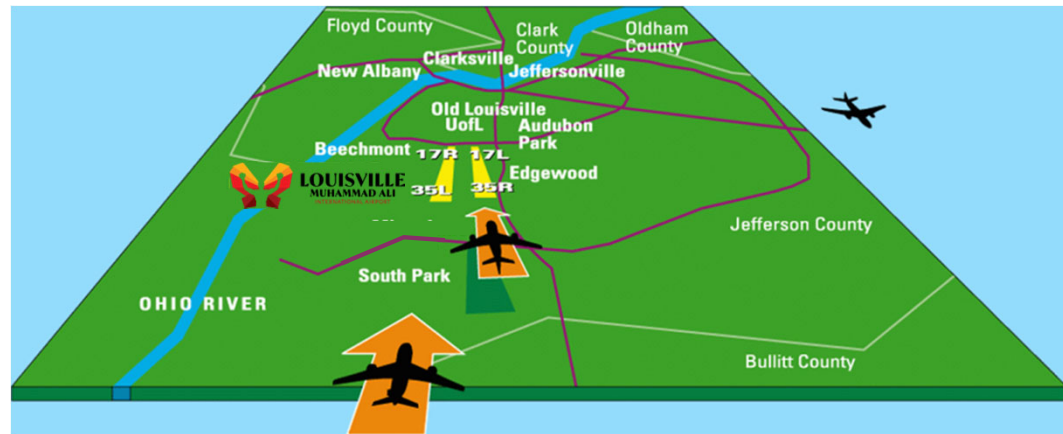 Floyd County
Clark
County
Oldham
County
Clarksville
New Albany
Jeffersonville
Old Louisville
UofL
Audubon
Park
Beechmont
17R
17L
Edgewood
LOUISVILLE
MUHAMMAD ALI
INTERNATIONAL AIRPORT
35L
35R
Jefferson County
South Park
OHIO RIVER
Bullitt County